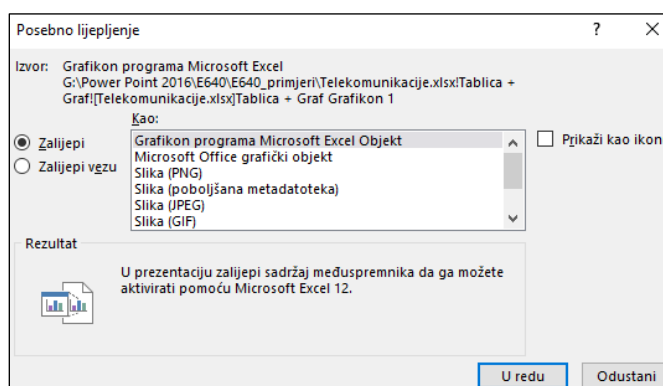 Posebno lijepljenje
Izvor: Grafikon programa Microsoft Excel
G:\Power Point 2016\E640\E640_primjeri\Telekomunikacije.xlsx!Tablica +
Graf![Telekomunikacije.xlsx]Tablica + Graf Grafikon 1
Kao:
Zalijepi
Zalijepi vezu
Grafikon programa Microsoft Excel Objekt
Microsoft Office grafički objekt
Slika (PNG)
Slika (poboljšana metadatoteka)
Slika (JPEG)
Slika (GIF)
Prikaži kao ikon
Rezultat
U prezentaciju zalijepi sadržaj međuspremnika da ga možete
aktivirati pomoću Microsoft Excel 12.
U redu
Odustani